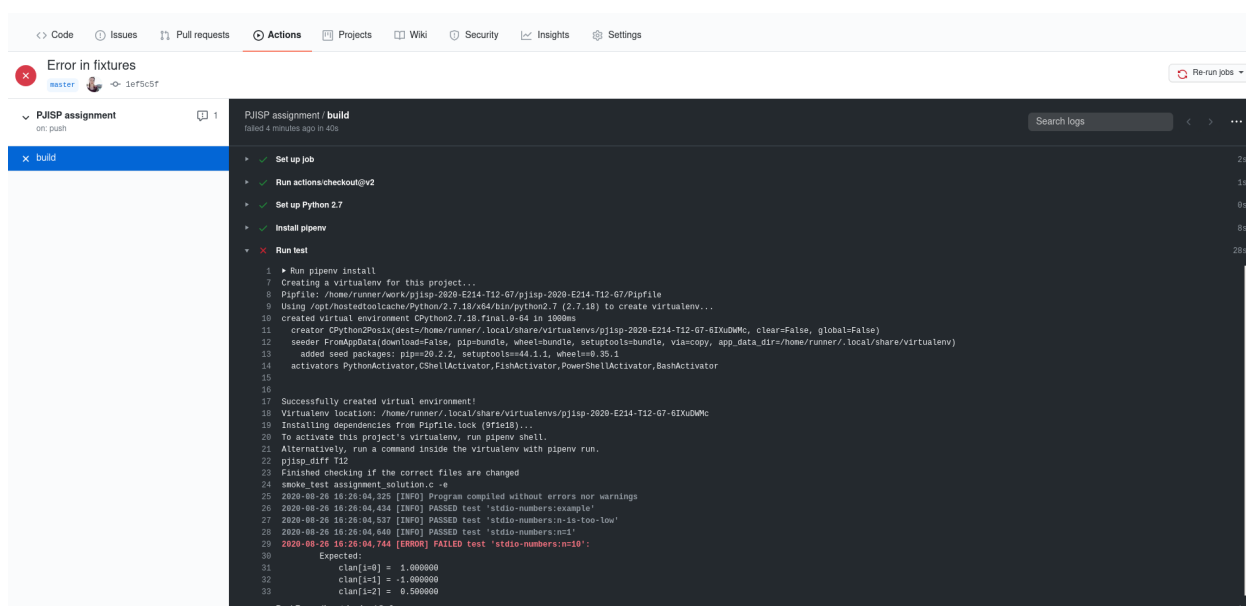 Code Issues Pull requests Actions Projects Wiki Security Insights Settings
Error in fixtures
master 1ef5c5f
Re-run jobs
PJISP assignment 1
on: push
build
PJISP assignment / build
failed 4 minutes ago in 40s
Search logs
Set up job 2s
Run actions/checkout@v2 1s
Set up Python 2.7 0s
Install pipenv 8s
Run test 28s
1 Run pipenv install
7 Creating a virtualenv for this project...
8 Pipfile: /home/runner/work/pjisp-2020-E214-T12-G7/pjisp-2020-E214-T12-G7/Pipfile
9 Using /opt/hostedtoolcache/Python/2.7.18/x64/bin/python2.7 (2.7.18) to create virtualenv...
10 created virtual environment CPython2.7.18.final.0-64 in 1000ms
11 creator CPython2Posix(dest=/home/runner/.local/share/virtualenvs/pjisp-2020-E214-T12-G7-6IXuDWMc, clear=False, global=False)
12 seeder FromAppData(download=False, pip=bundle, wheel=bundle, setuptools=bundle, via=copy, app_data_dir=/home/runner/.local/share/virtualenv)
13 added seed packages: pip==20.2.2, setuptools==44.1.1, wheel==0.35.1
14 activators PythonActivator,CShellActivator,FishActivator,PowerShellActivator,BashActivator
15
16
17 Successfully created virtual environment!
18 Virtualenv location: /home/runner/.local/share/virtualenvs/pjisp-2020-E214-T12-G7-6IXuDWMc
19 Installing dependencies from Pipfile.lock (9f1e18)...
20 To activate this project's virtualenv, run pipenv shell.
21 Alternatively, run a command inside the virtualenv with pipenv run.
22 pjisp_diff T12
23 Finished checking if the correct files are changed
24 smoke_test assignment_solution.c -e
25 2020-08-26 16:26:04,325 [INFO] Program compiled without errors nor warnings
26 2020-08-26 16:26:04,434 [INFO] PASSED test 'stdio-numbers:example'
27 2020-08-26 16:26:04,537 [INFO] PASSED test 'stdio-numbers:n-is-too-low'
28 2020-08-26 16:26:04,640 [INFO] PASSED test 'stdio-numbers:n=1'
29 2020-08-26 16:26:04,744 [ERROR] FAILED test 'stdio-numbers:n=10':
30 Expected:
31 clan[i=0] = 1.000000
32 clan[i=1] = -1.000000
33 clan[i=2] = 0.500000